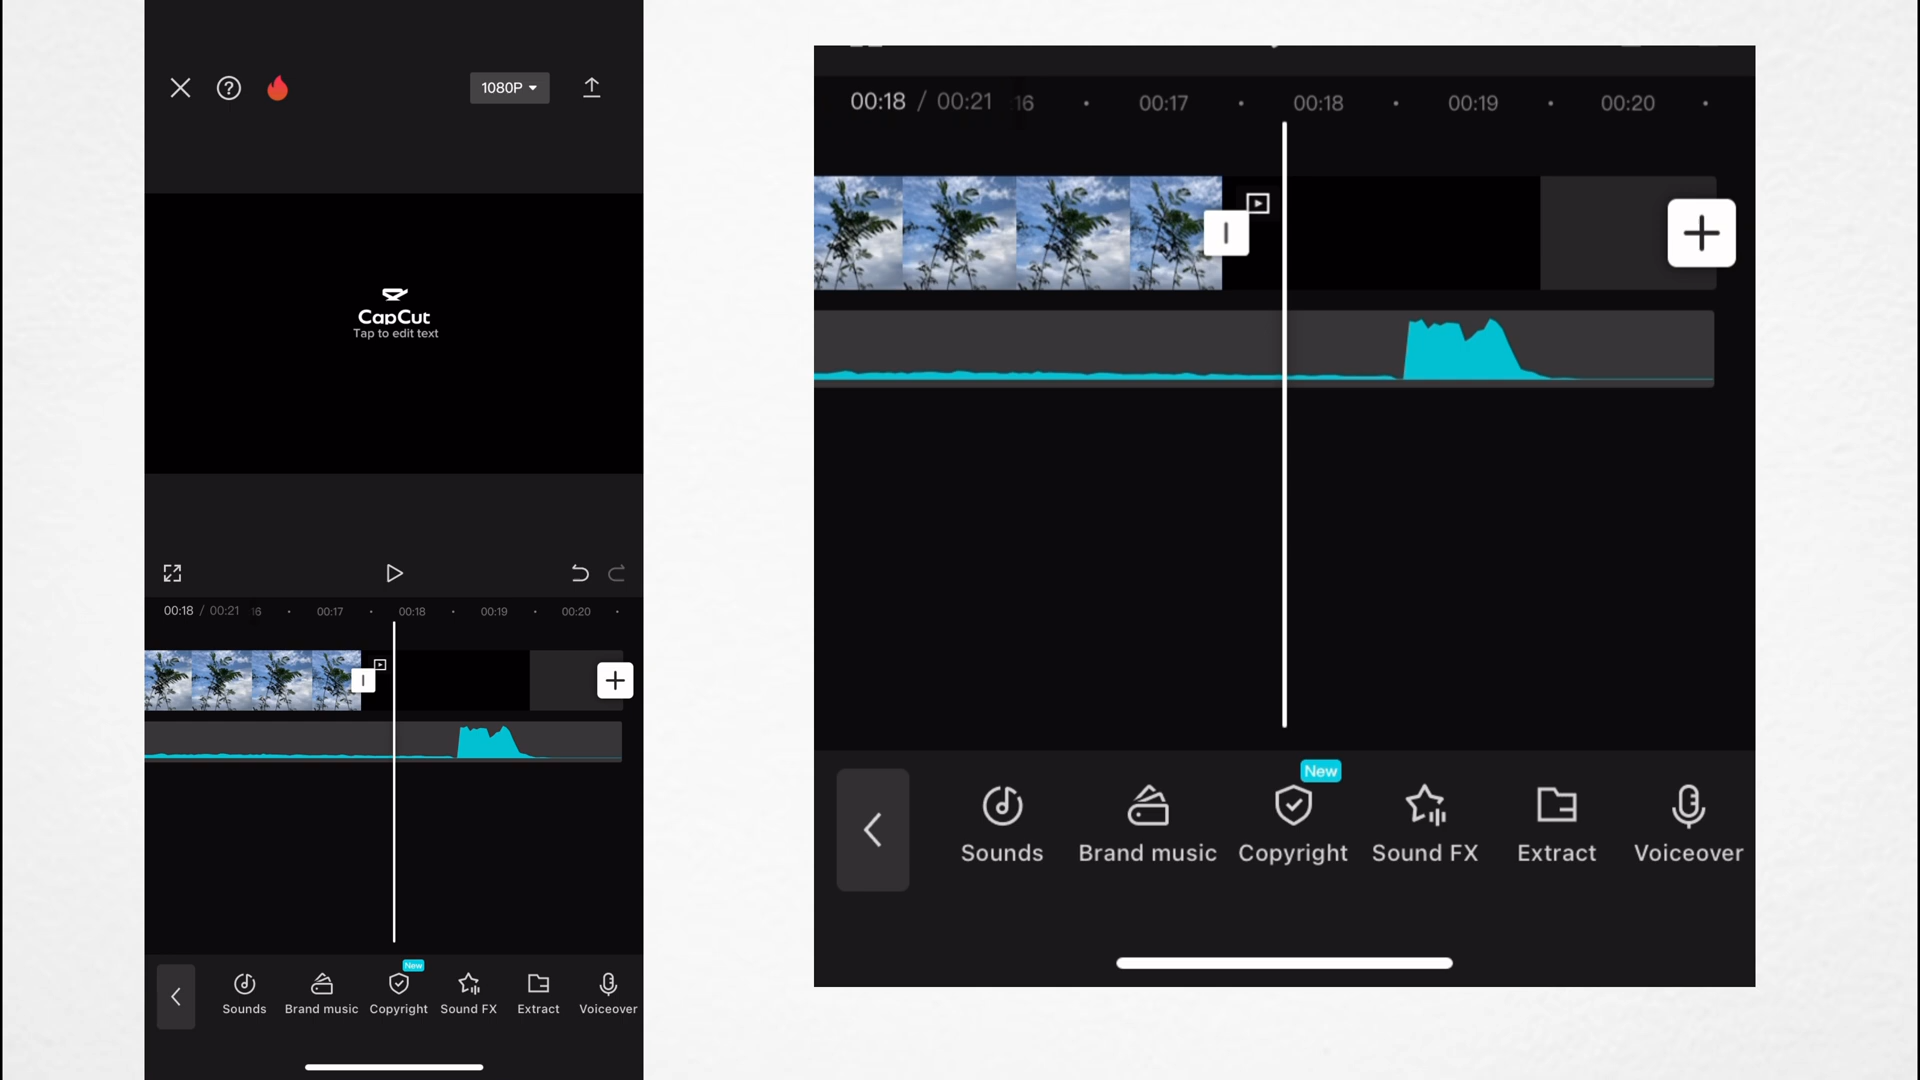 1080P
CapCut
Tap to edit text
00:18 / 00:21 :16 00:17 00:18 00:19 00:20
New
Sounds Brand music Copyright Sound FX Extract Voiceover
00:18 / 00:21 :16 00:17 00:18 00:19 00:20
New
Sounds Brand music Copyright Sound FX Extract Voiceover